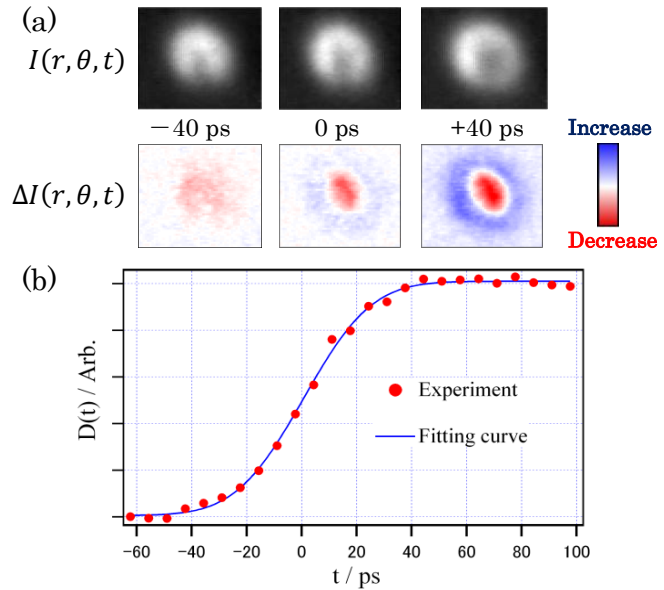 (a)
I(r, θ, t)
−40 ps
0 ps
+40 ps
Increase
ΔI(r, θ, t)
Decrease
(b)
D(t) / Arb.
Experiment
Fitting curve
-60 -40 -20 0 20 40 60 80 100
t / ps